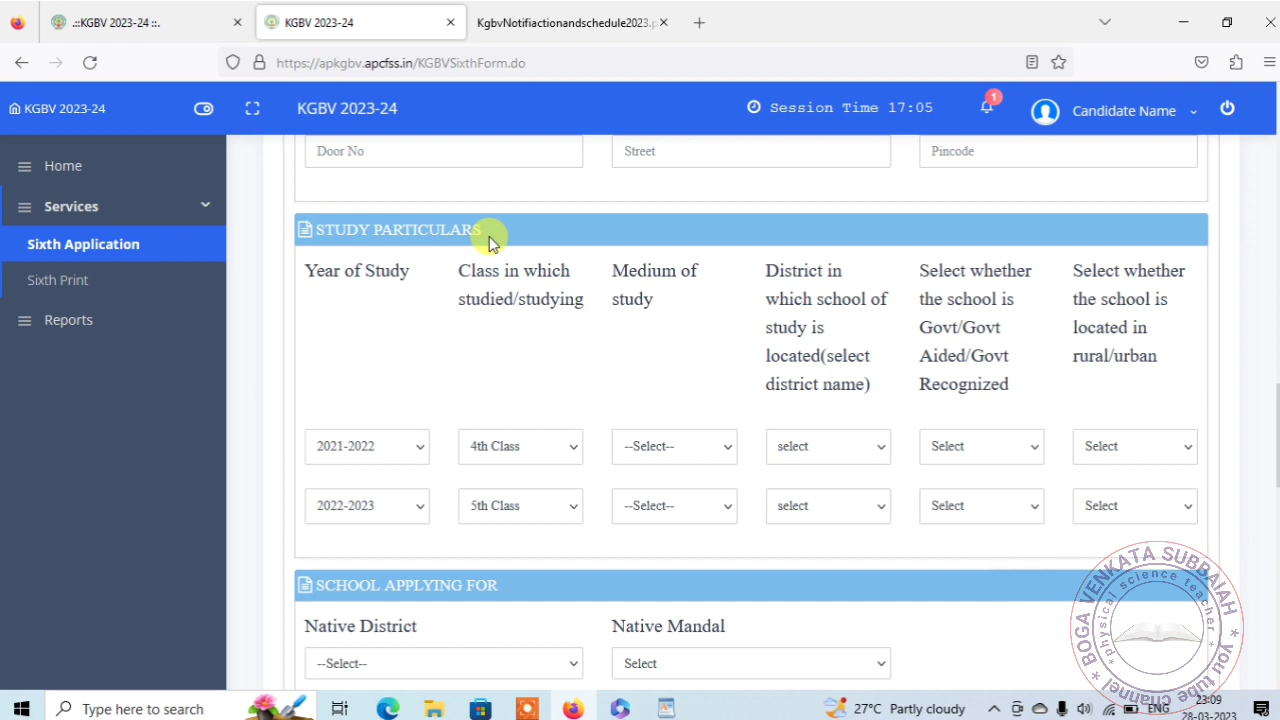 .::KGBV 2023-24 ::.
KGBV 2023-24
KgbvNotifiactionandschedule2023.p
https://apkgbv.apcfss.in/KGBVSixthForm.do
KGBV 2023-24
KGBV 2023-24
Session Time 17:05
1
Candidate Name
Home
Services
Sixth Application
Sixth Print
Reports
Door No
Street
Pincode
STUDY PARTICULARS
Year of Study
Class in which
studied/studying
Medium of
study
District in
which school of
study is
located(select
district name)
Select whether
the school is
Govt/Govt
Aided/Govt
Recognized
Select whether
the school is
located in
rural/urban
2021-2022
4th Class
--Select--
select
Select
Select
2022-2023
5th Class
--Select--
select
Select
Select
SCHOOL APPLYING FOR
Native District
Native Mandal
--Select--
Select
BOGA VENKATA SUBBAIAH
physical science teacher
* You tube channel *
Type here to search
27°C Partly cloudy
ENG
23:09
28-03-2023